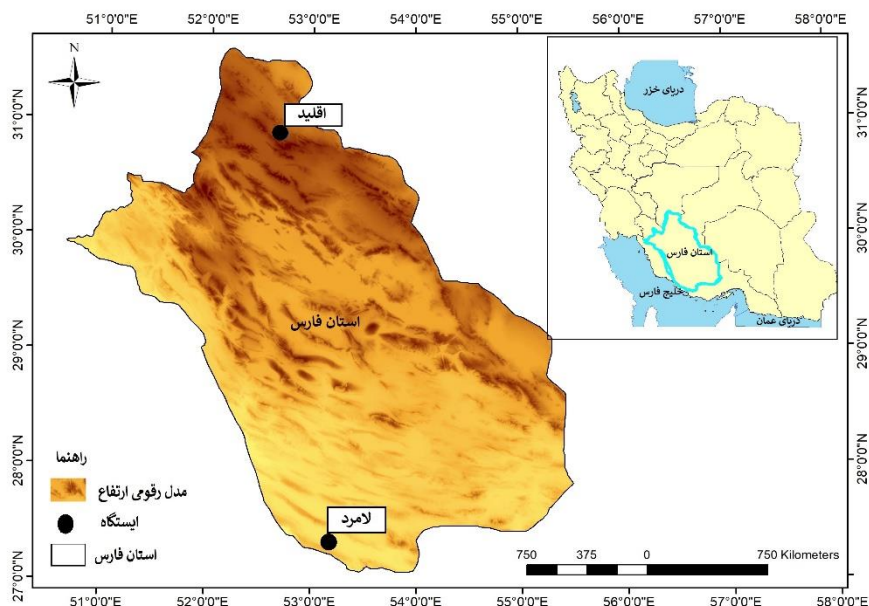 52°0'0"E 53°0'0"E 54°0'0"E 55°0'0"E 56°0'0"E 57°0'0"E 58°0'0"E
N
31°0'0"N
30°0'0"N
29°0'0"N
28°0'0"N
27°0'0"N
اقلید
استان فارس
لامرد
دریای خزر
استان فارس
خلیج فارس
دریای عمان
31°0'0"N
30°0'0"N
29°0'0"N
28°0'0"N
27°0'0"N
راهنما
مدل رقومی ارتفاع
ایستگاه
استان فارس
750 375 0 750 Kilometers
51°0'0"E 52°0'0"E 53°0'0"E 54°0'0"E 55°0'0"E 56°0'0"E 57°0'0"E 58°0'0"E